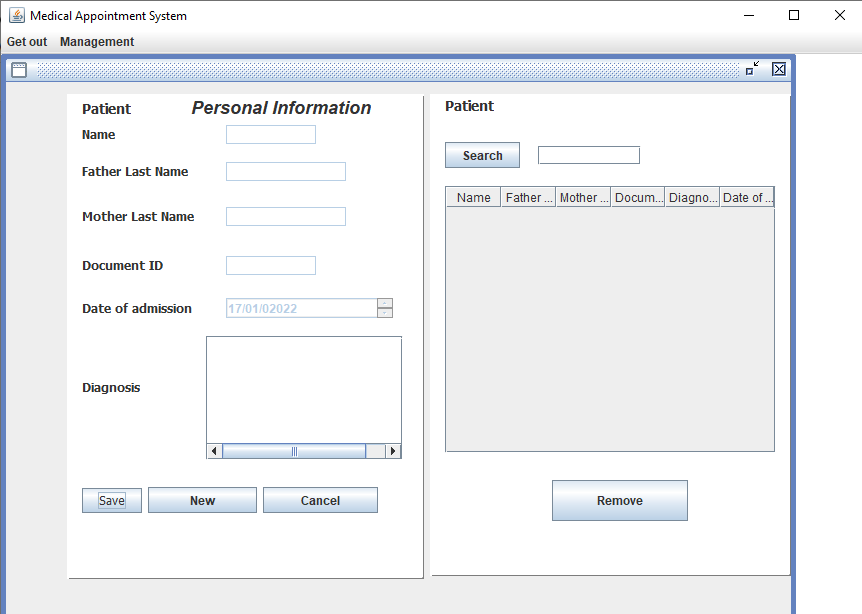 Medical Appointment System
Get out Management
Patient Personal Information
Name
Father Last Name
Mother Last Name
Document ID
Date of admission 17/01/02022
Diagnosis
Save New Cancel
Patient
Search
Name Father ... Mother ... Docum... Diagno... Date of ...
Remove